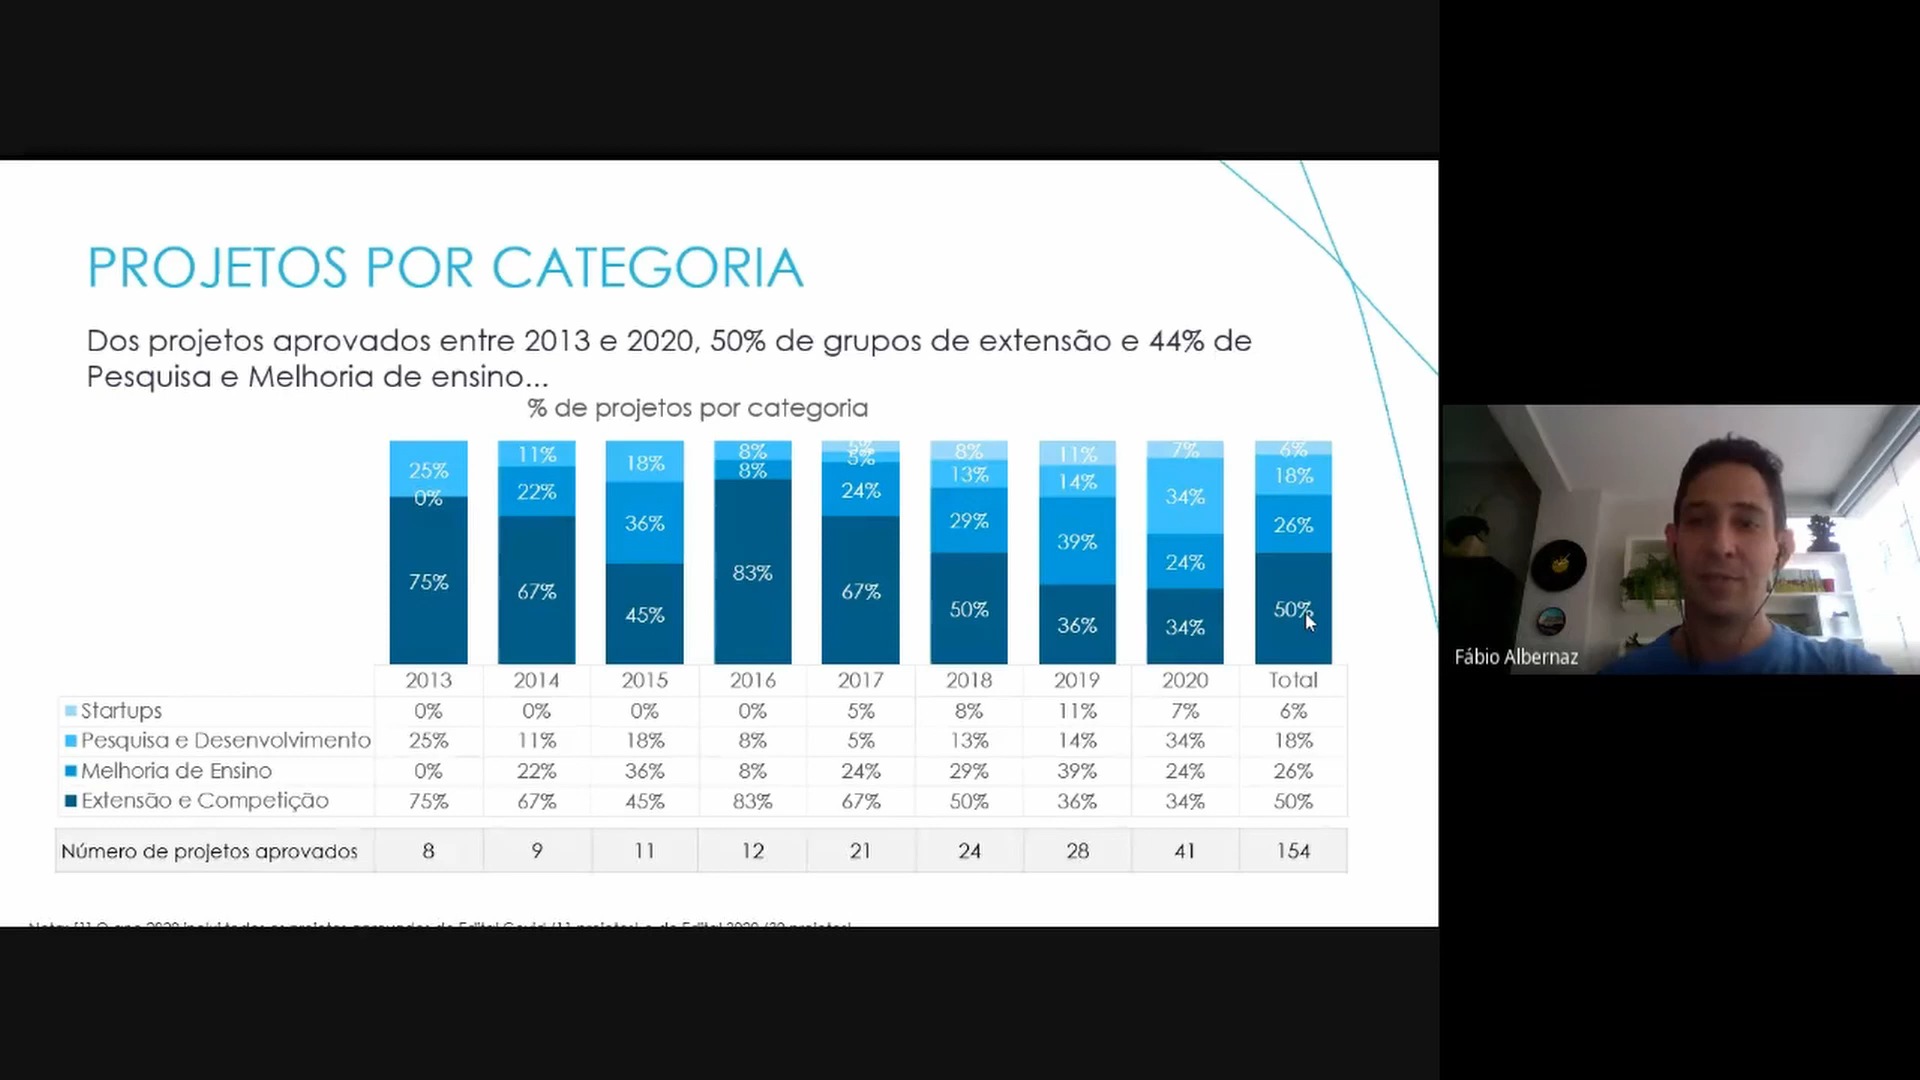 PROJETOS POR CATEGORIA
Dos projetos aprovados entre 2013 e 2020, 50% de grupos de extensão e 44% de
Pesquisa e Melhoria de ensino...
% de projetos por categoria
25% 11% 18% 8% 5% 8% 11% 7% 6%
0% 22% 36% 8% 5% 13% 14% 34% 18%
75% 67% 45% 83% 24% 29% 39% 24% 26%
67% 50% 36% 34% 50%
2013 2014 2015 2016 2017 2018 2019 2020 Total
Startups 0% 0% 0% 0% 5% 8% 11% 7% 6%
Pesquisa e Desenvolvimento 25% 11% 18% 8% 5% 13% 14% 34% 18%
Melhoria de Ensino 0% 22% 36% 8% 24% 29% 39% 24% 26%
Extensão e Competição 75% 67% 45% 83% 67% 50% 36% 34% 50%
Número de projetos aprovados 8 9 11 12 21 24 28 41 154
Fábio Albernaz